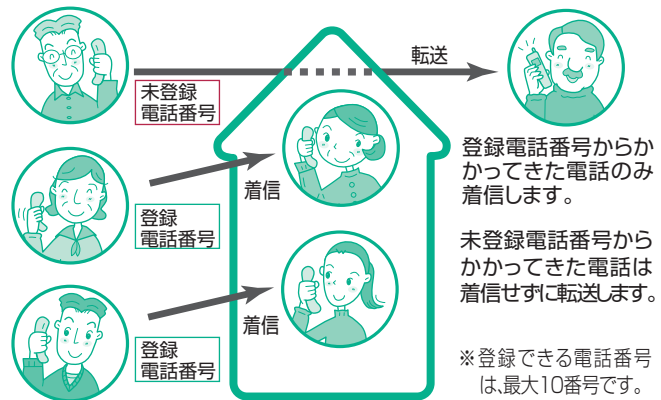 転送
未登録
電話番号
着信
登録
電話番号
着信
登録
電話番号
登録電話番号からか
かってきた電話のみ
着信します。
未登録電話番号から
かかってきた電話は
着信せずに転送します。
※登録できる電話番号
は、最大10番号です。